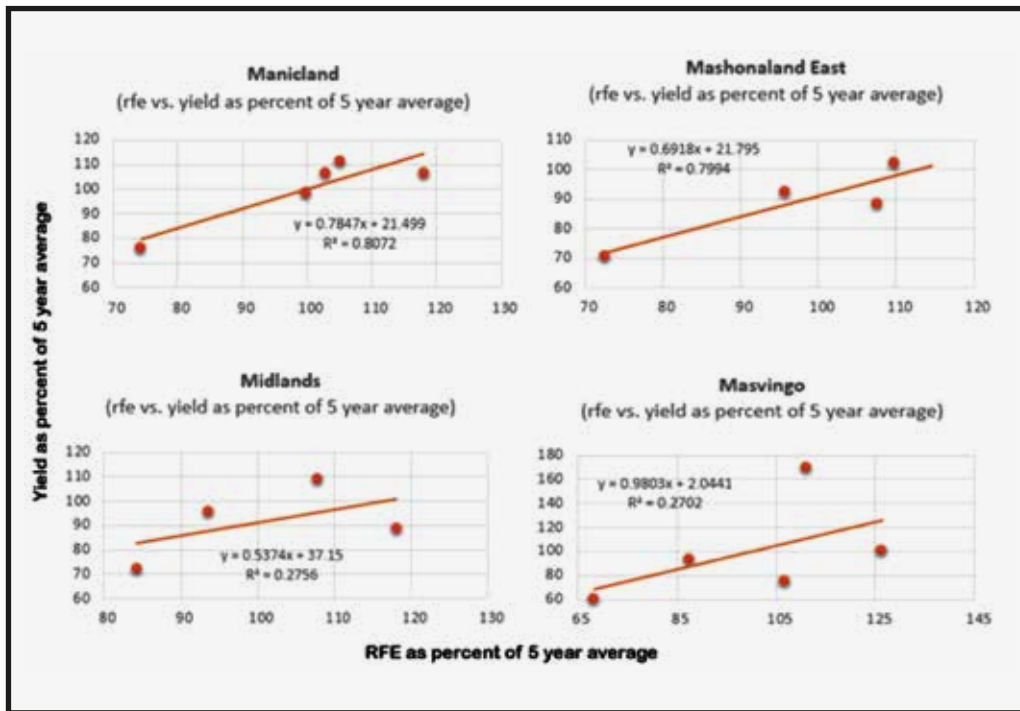 Yield as percent of 5 year average
Manicland
(rfe vs. yield as percent of 5 year average)
120
110
100
90
80
70
60
y = 0.7847x + 21.499
R² = 0.8072
70 80 90 100 110 120 130
Mashonaland East
(rfe vs. yield as percent of 5 year average)
110
100
90
80
70
60
y = 0.6918x + 21.795
R² = 0.7994
70 80 90 100 110 120
Midlands
(rfe vs. yield as percent of 5 year average)
120
110
100
90
80
70
60
y = 0.5374x + 37.15
R² = 0.2756
80 90 100 110 120 130
Masvingo
(rfe vs. yield as percent of 5 year average)
180
160
140
120
100
80
60
y = 0.9803x + 2.0441
R² = 0.2702
65 85 105 125 145
RFE as percent of 5 year average